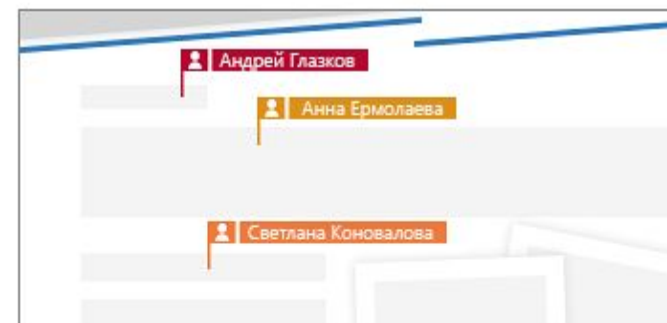 Андрей Глазков
Анна Ермолаева
Светлана Коновалова